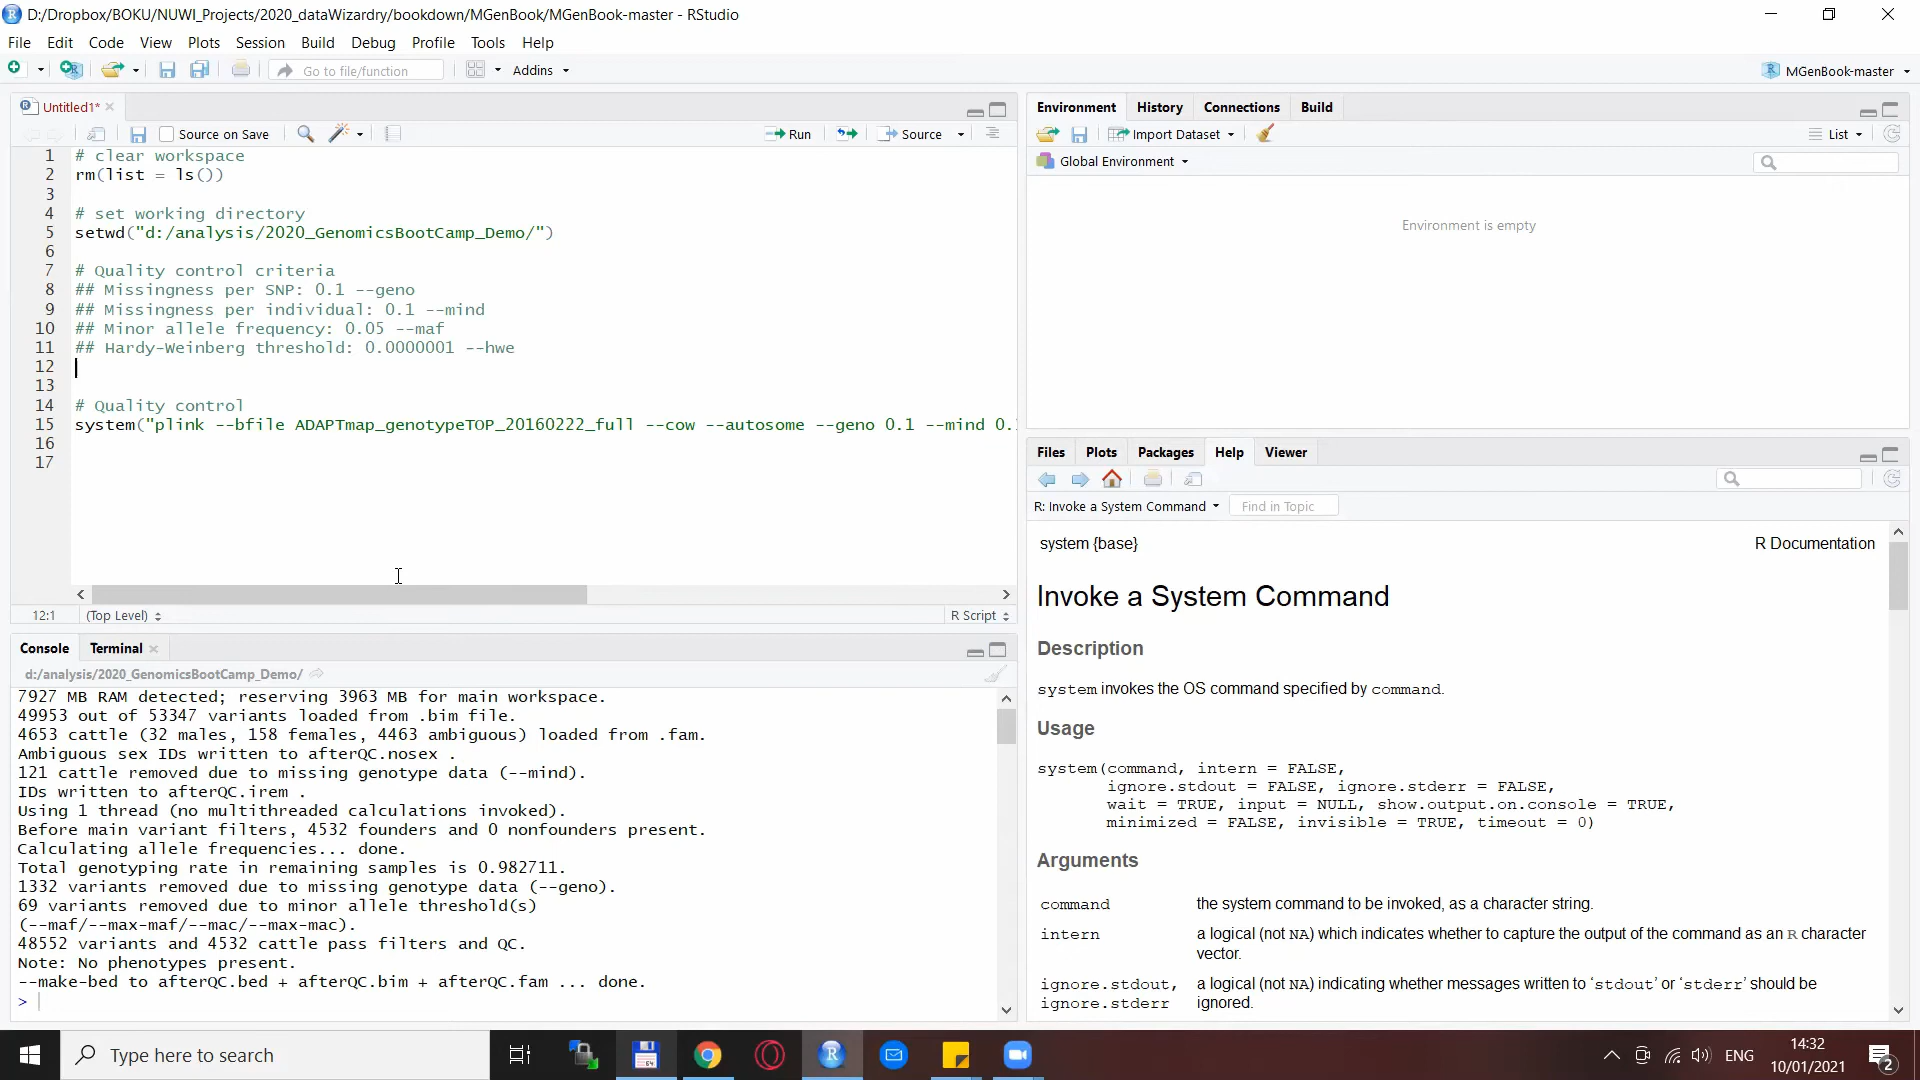 D:/Dropbox/BOKU/NUWI_Projects/2020_dataWizardry/bookdown/MGenBook/MGenBook-master - RStudio
File Edit Code View Plots Session Build Debug Profile Tools Help
Go to file/function
Addins
MGenBook-master
Untitled1*
Source on Save
Run
Source
1 # clear workspace
2 rm(list = ls())
3
4 # set working directory
5 setwd("d:/analysis/2020_GenomicsBootCamp_Demo/")
6
7 # Quality control criteria
8 ## Missingness per SNP: 0.1 --geno
9 ## Missingness per individual: 0.1 --mind
10 ## Minor allele frequency: 0.05 --maf
11 ## Hardy-Weinberg threshold: 0.0000001 --hwe
12
13
14 # Quality control
15 system("plink --bfile ADAPTmap_genotypeTOP_20160222_full --cow --autosome --geno 0.1 --mind 0.
16
17
12:1 (Top Level) R Script
Console Terminal
d:/analysis/2020_GenomicsBootCamp_Demo/
7927 MB RAM detected; reserving 3963 MB for main workspace.
49953 out of 53347 variants loaded from .bim file.
4653 cattle (32 males, 158 females, 4463 ambiguous) loaded from .fam.
Ambiguous sex IDs written to afterQC.nosex .
121 cattle removed due to missing genotype data (--mind).
IDs written to afterQC.irem .
Using 1 thread (no multithreaded calculations invoked).
Before main variant filters, 4532 founders and 0 nonfounders present.
Calculating allele frequencies... done.
Total genotyping rate in remaining samples is 0.982711.
1332 variants removed due to missing genotype data (--geno).
69 variants removed due to minor allele threshold(s)
(--maf/--max-maf/--mac/--max-mac).
48552 variants and 4532 cattle pass filters and QC.
Note: No phenotypes present.
--make-bed to afterQC.bed + afterQC.bim + afterQC.fam ... done.
>
Environment History Connections Build
Import Dataset
List
Global Environment
Environment is empty
Files Plots Packages Help Viewer
R: Invoke a System Command
Find in Topic
system {base}
R Documentation
Invoke a System Command
Description
system invokes the OS command specified by command.
Usage
system(command, intern = FALSE,
ignore.stdout = FALSE, ignore.stderr = FALSE,
wait = TRUE, input = NULL, show.output.on.console = TRUE,
minimized = FALSE, invisible = TRUE, timeout = 0)
Arguments
command the system command to be invoked, as a character string.
intern a logical (not NA) which indicates whether to capture the output of the command as an R character
vector.
ignore.stdout, a logical (not NA) indicating whether messages written to ‘stdout’ or ‘stderr’ should be
ignore.stderr ignored.
Type here to search
64
ENG
14:32
10/01/2021
2